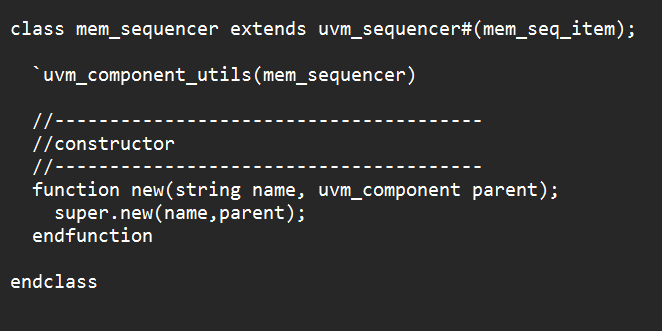 class mem_sequencer extends uvm_sequencer#(mem_seq_item);
`uvm_component_utils(mem_sequencer)
//---------------------------------------
//constructor
//---------------------------------------
function new(string name, uvm_component parent);
super.new(name,parent);
endfunction
endclass